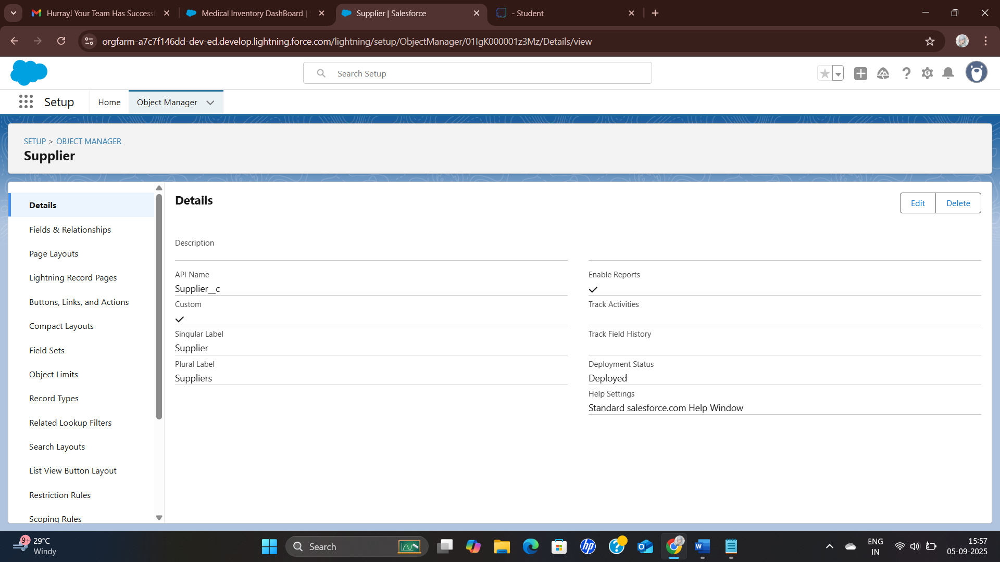 Hurray! Your Team Has Success
Medical Inventory DashBoard |
Supplier | Salesforce
- Student
orgfarm-a7c7f146dd-dev-ed.develop.lightning.force.com/lightning/setup/ObjectManager/01IgK000001z3Mz/Details/view
Search Setup
Setup
Home
Object Manager
SETUP > OBJECT MANAGER
Supplier
Details
Fields & Relationships
Page Layouts
Lightning Record Pages
Buttons, Links, and Actions
Compact Layouts
Field Sets
Object Limits
Record Types
Related Lookup Filters
Search Layouts
List View Button Layout
Restriction Rules
Scoping Rules
Details
Edit
Delete
Description
API Name
Supplier__c
Custom
Singular Label
Supplier
Plural Label
Suppliers
Enable Reports
Track Activities
Track Field History
Deployment Status
Deployed
Help Settings
Standard salesforce.com Help Window
9+
29°C
Windy
Search
ENG
IN
15:57
05-09-2025